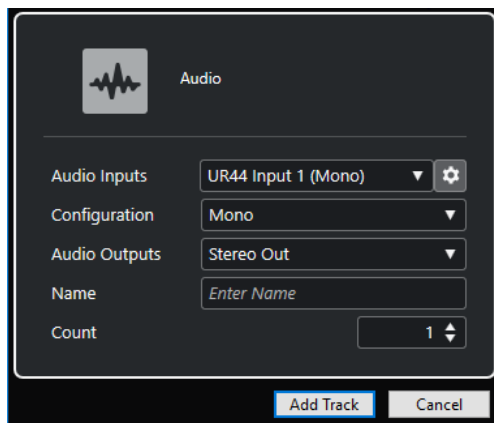 Audio
Audio Inputs UR44 Input 1 (Mono)
Configuration Mono
Audio Outputs Stereo Out
Name Enter Name
Count 1
Add Track Cancel